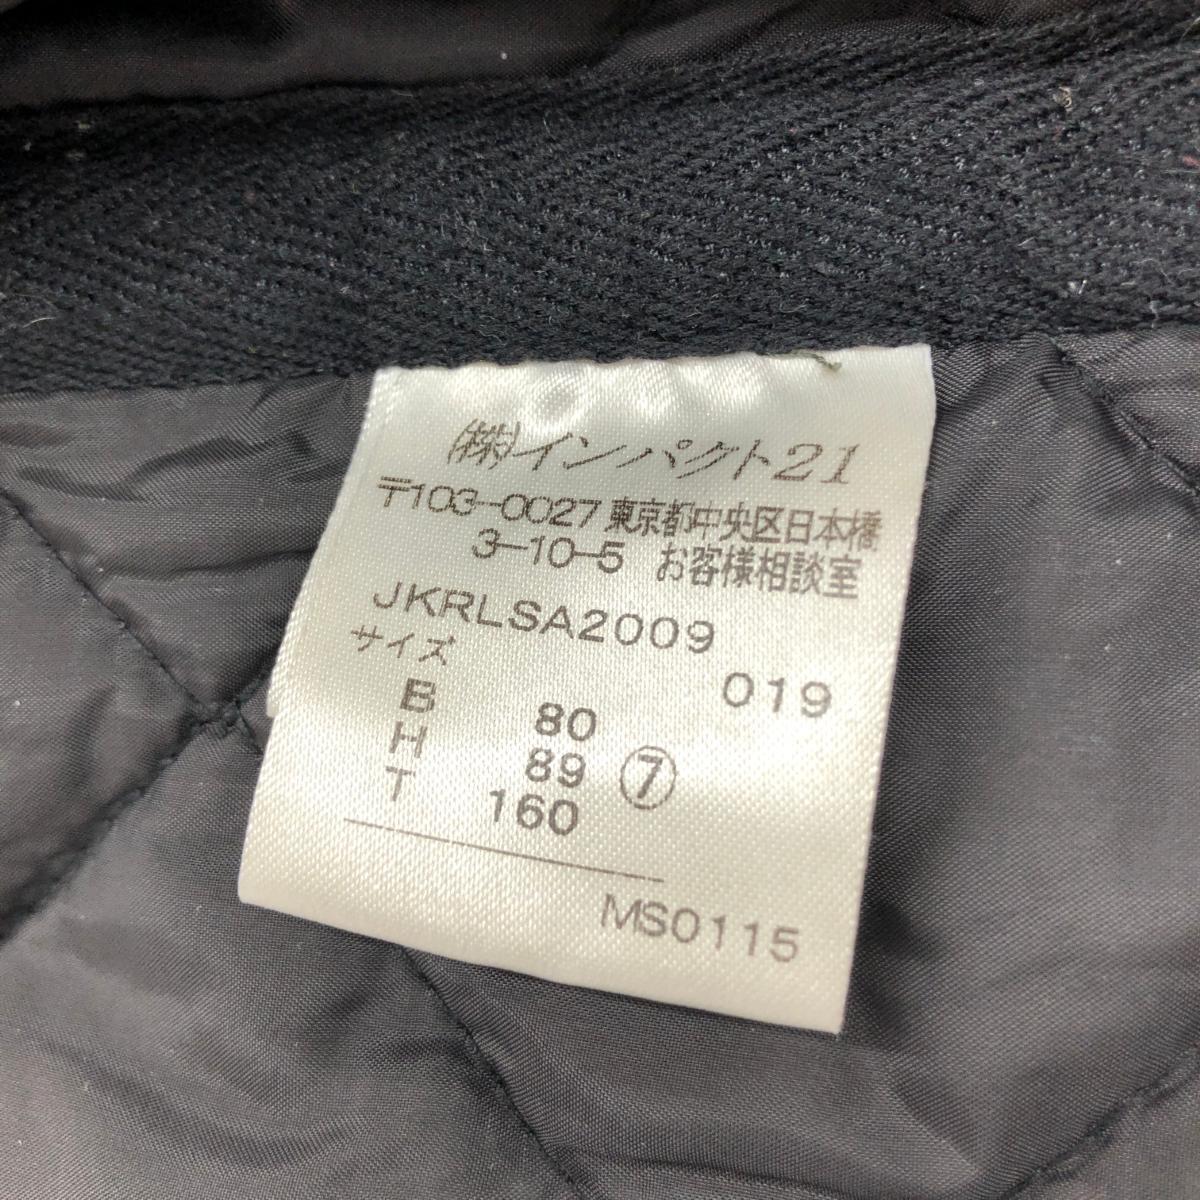 (株)インパクト21
〒103-0027 東京都中央区日本橋
3-10-5 お客様相談室
JKRLSA2009
サイズ 019
B 80
H 89 ⑦
T 160
MS0115